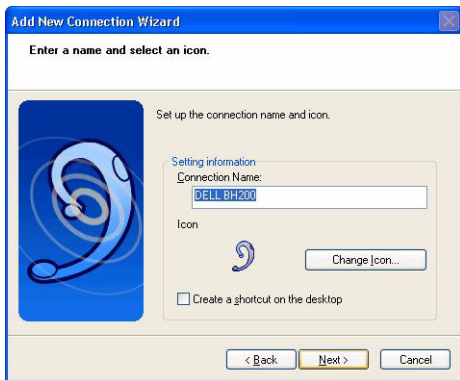 Add New Connection Wizard
Enter a name and select an icon.
Set up the connection name and icon.
Setting information
Connection Name:
DELL BH200
Icon
Change Icon...
Create a shortcut on the desktop
< Back
Next >
Cancel